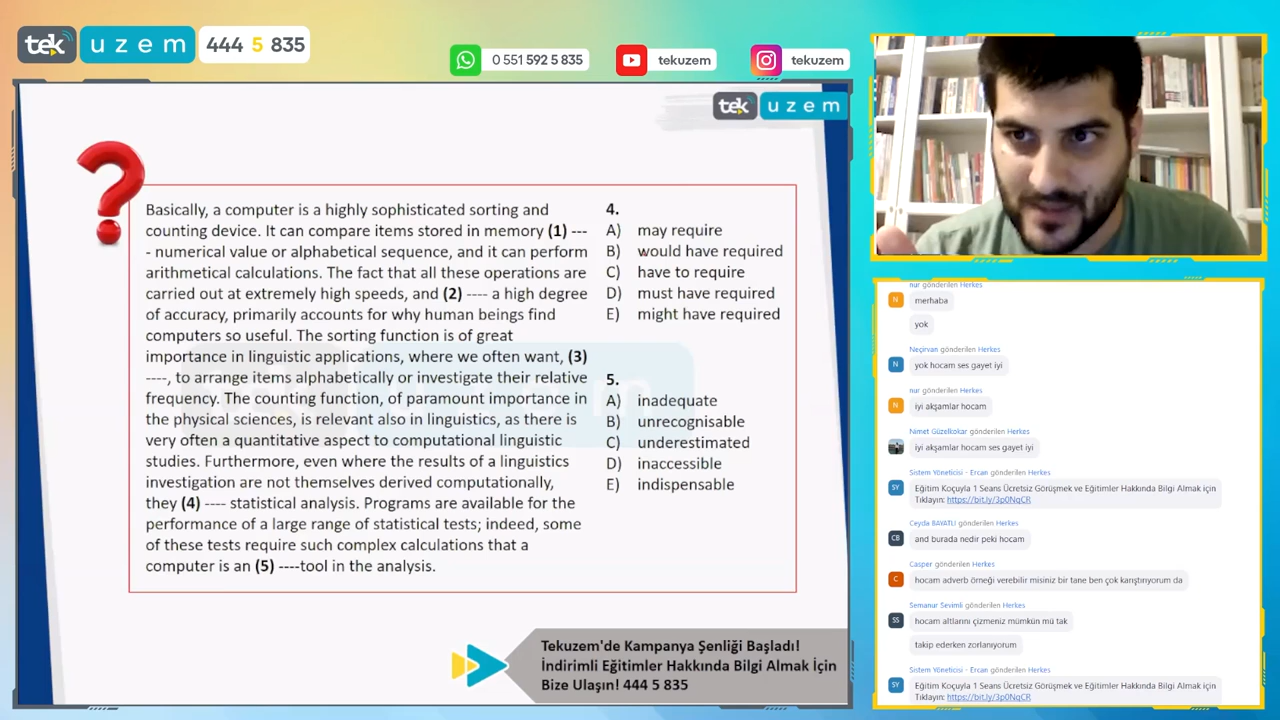 tek uzem 444 5 835
0 551 592 5 835
tekuzem
tekuzem
tek uzem
Basically, a computer is a highly sophisticated sorting and
counting device. It can compare items stored in memory (1) ---
- numerical value or alphabetical sequence, and it can perform
arithmetical calculations. The fact that all these operations are
carried out at extremely high speeds, and (2) ---- a high degree
of accuracy, primarily accounts for why human beings find
computers so useful. The sorting function is of great
importance in linguistic applications, where we often want, (3)
----, to arrange items alphabetically or investigate their relative
frequency. The counting function, of paramount importance in
the physical sciences, is relevant also in linguistics, as there is
very often a quantitative aspect to computational linguistic
studies. Furthermore, even where the results of a linguistics
investigation are not themselves derived computationally,
they (4) ---- statistical analysis. Programs are available for the
performance of a large range of statistical tests; indeed, some
of these tests require such complex calculations that a
computer is an (5) ----tool in the analysis.
4.
A) may require
B) would have required
C) have to require
D) must have required
E) might have required
5.
A) inadequate
B) unrecognisable
C) underestimated
D) inaccessible
E) indispensable
Tekuzem'de Kampanya Şenliği Başladı!
İndirimli Eğitimler Hakkında Bilgi Almak İçin
Bize Ulaşın! 444 5 835
nur gönderilen Herkes
N merhaba
yok
Neçirvan gönderilen Herkes
N yok hocam ses gayet iyi
nur gönderilen Herkes
N iyi akşamlar hocam
Nimet Güzelkokar gönderilen Herkes
iyi akşamlar hocam ses gayet iyi
Sistem Yöneticisi - Ercan gönderilen Herkes
SY Eğitim Koçuyla 1 Seans Ücretsiz Görüşmek ve Eğitimler Hakkında Bilgi Almak için
Tıklayın: https://bit.ly/3p0NqCR
Ceyda BAYATLI gönderilen Herkes
CB and burada nedir peki hocam
Casper gönderilen Herkes
C hocam adverb örneği verebilir misiniz bir tane ben çok karıştırıyorum da
Semanur Sevimli gönderilen Herkes
SS hocam altlarını çizmeniz mümkün mü tak
takip ederken zorlanıyorum
Sistem Yöneticisi - Ercan gönderilen Herkes
SY Eğitim Koçuyla 1 Seans Ücretsiz Görüşmek ve Eğitimler Hakkında Bilgi Almak için
Tıklayın: https://bit.ly/3p0NqCR